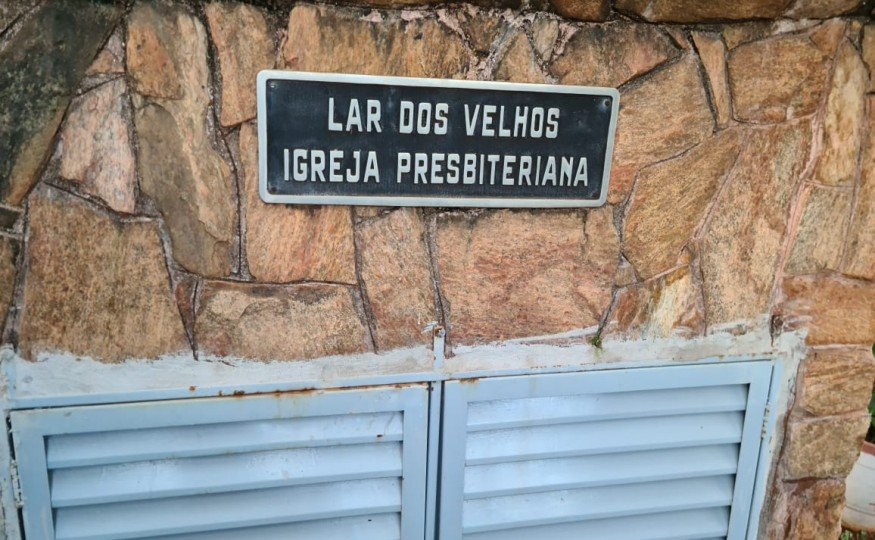 LAR DOS VELHOS
IGREJA PRESBITERIANA